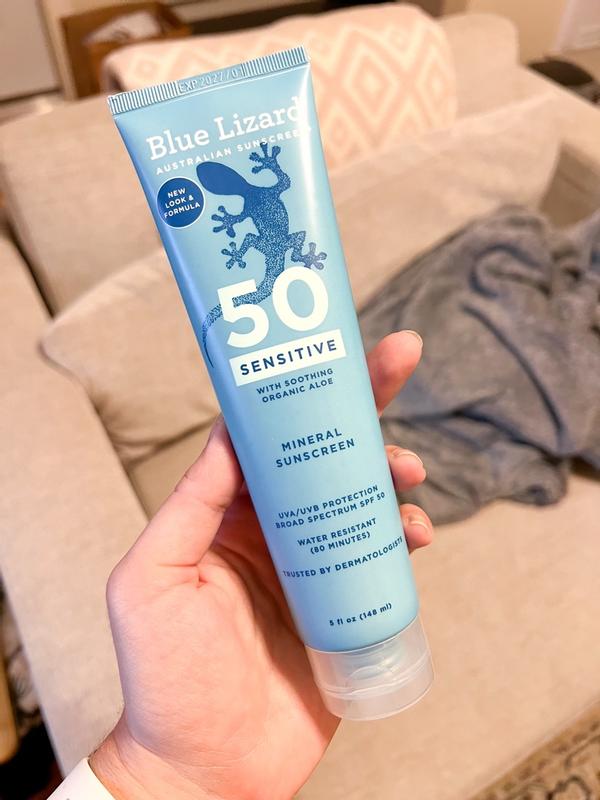 EXP 2027/01
Blue Lizard
AUSTRALIAN SUNSCREEN
NEW
LOOK &
FORMULA
50
SENSITIVE
WITH SOOTHING
ORGANIC ALOE
MINERAL
SUNSCREEN
UVA/UVB PROTECTION
BROAD SPECTRUM SPF 50
WATER RESISTANT
(80 MINUTES)
TRUSTED BY DERMATOLOGISTS
5 fl oz (148 ml)